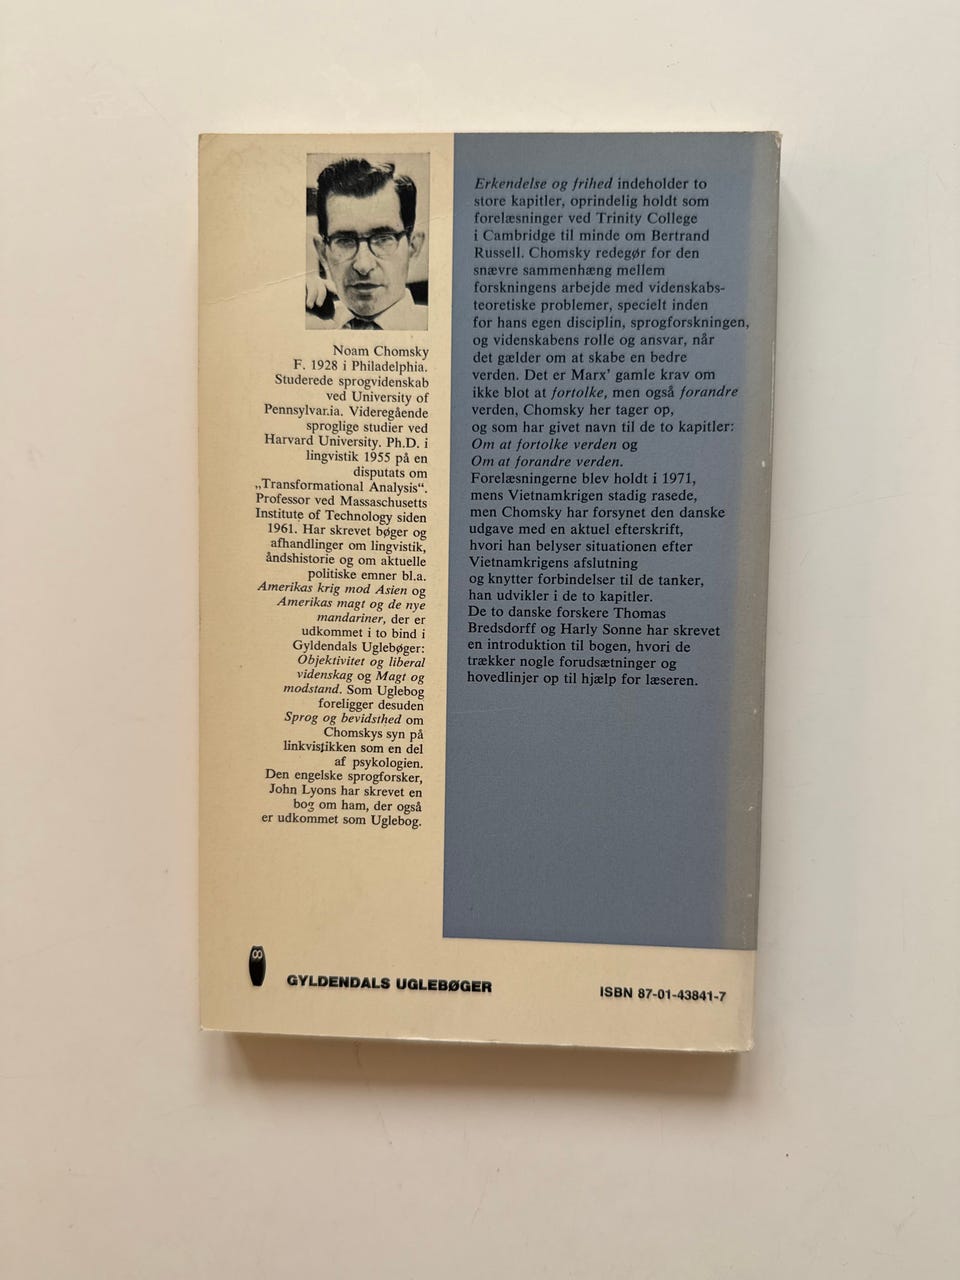 Noam Chomsky
F. 1928 i Philadelphia.
Studerede sprogvidenskab
ved University of
Pennsylvania. Videregående
sproglige studier ved
Harvard University. Ph.D. i
lingvistik 1955 på en
disputats om
„Transformational Analysis“.
Professor ved Massaschusetts
Institute of Technology siden
1961. Har skrevet bøger og
afhandlinger om lingvistik,
åndshistorie og om aktuelle
politiske emner bl.a.
Amerikas krig mod Asien og
Amerikas magt og de nye
mandariner, der er
udkommet i to bind i
Gyldendals Uglebøger:
Objektivitet og liberal
videnskag og Magt og
modstand. Som Uglebog
foreligger desuden
Sprog og bevidsthed om
Chomskys syn på
linkvistikken som en del
af psykologien.
Den engelske sprogforsker,
John Lyons har skrevet en
bog om ham, der også
er udkommet som Uglebog.
Erkendelse og frihed indeholder to
store kapitler, oprindelig holdt som
forelæsninger ved Trinity College
i Cambridge til minde om Bertrand
Russell. Chomsky redegør for den
snævre sammenhæng mellem
forskningens arbejde med videnskabs-
teoretiske problemer, specielt inden
for hans egen disciplin, sprogforskningen,
og videnskabens rolle og ansvar, når
det gælder om at skabe en bedre
verden. Det er Marx’ gamle krav om
ikke blot at fortolke, men også forandre
verden, Chomsky her tager op,
og som har givet navn til de to kapitler:
Om at fortolke verden og
Om at forandre verden.
Forelæsningerne blev holdt i 1971,
mens Vietnamkrigen stadig rasede,
men Chomsky har forsynet den danske
udgave med en aktuel efterskrift,
hvori han belyser situationen efter
Vietnamkrigens afslutning
og knytter forbindelser til de tanker,
han udvikler i de to kapitler.
De to danske forskere Thomas
Bredsdorff og Harly Sonne har skrevet
en introduktion til bogen, hvori de
trækker nogle forudsætninger og
hovedlinjer op til hjælp for læseren.
GYLDENDALS UGLEBØGER
ISBN 87-01-43841-7